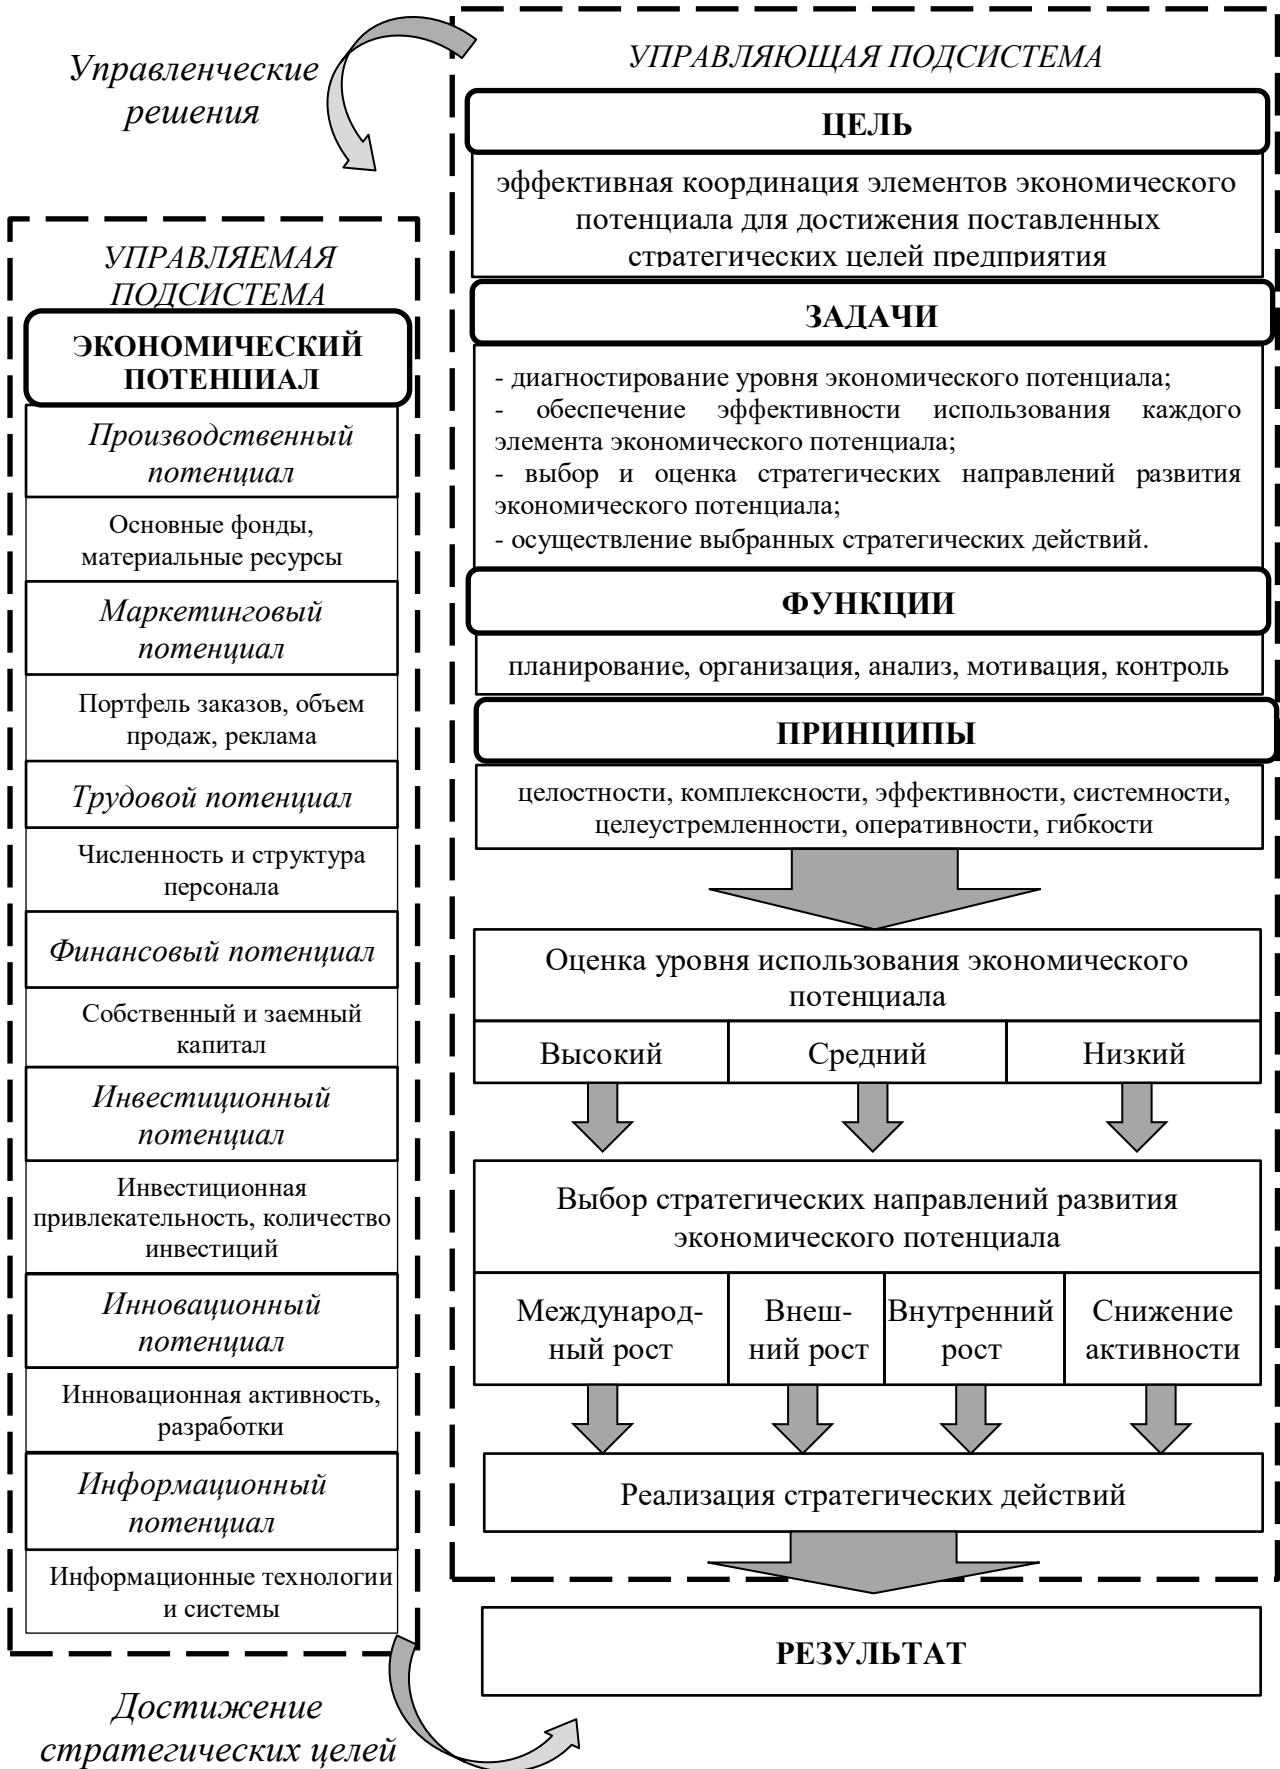 Управленческие
решения
УПРАВЛЯЕМАЯ
ПОДСИСТЕМА
ЭКОНОМИЧЕСКИЙ
ПОТЕНЦИАЛ
Производственный
потенциал
Основные фонды,
материальные ресурсы
Маркетинговый
потенциал
Портфель заказов, объем
продаж, реклама
Трудовой потенциал
Численность и структура
персонала
Финансовый потенциал
Собственный и заемный
капитал
Инвестиционный
потенциал
Инвестиционная
привлекательность, количество
инвестиций
Инновационный
потенциал
Инновационная активность,
разработки
Информационный
потенциал
Информационные технологии
и системы
Достижение
стратегических целей
УПРАВЛЯЮЩАЯ ПОДСИСТЕМА
ЦЕЛЬ
эффективная координация элементов экономического
потенциала для достижения поставленных
стратегических целей предприятия
ЗАДАЧИ
- диагностирование уровня экономического потенциала;
- обеспечение эффективности использования каждого
элемента экономического потенциала;
- выбор и оценка стратегических направлений развития
экономического потенциала;
- осуществление выбранных стратегических действий.
ФУНКЦИИ
планирование, организация, анализ, мотивация, контроль
ПРИНЦИПЫ
целостности, комплексности, эффективности, системности,
целеустремленности, оперативности, гибкости
Оценка уровня использования экономического
потенциала
Высокий
Средний
Низкий
Выбор стратегических направлений развития
экономического потенциала
Международ-
ный рост
Внеш-
ний рост
Внутренний
рост
Снижение
активности
Реализация стратегических действий
РЕЗУЛЬТАТ